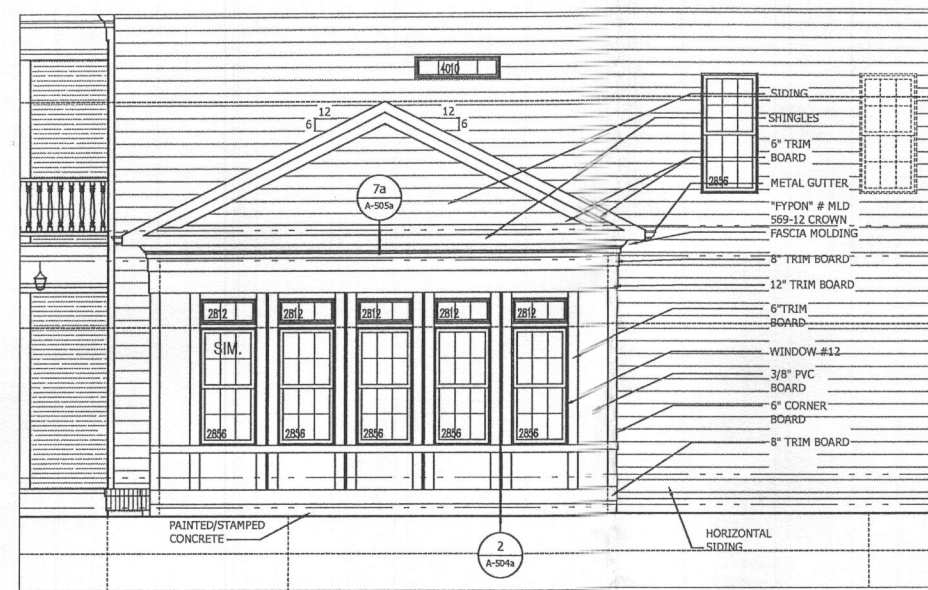 4010
12
12
6
6
SIDING
SHINGLES
6" TRIM
BOARD
2856
METAL GUTTER
7a
A-505a
"FYPON" # MLD
569-12 CROWN
FASCIA MOLDING
8" TRIM BOARD
12" TRIM BOARD
2812
2812
2812
2812
2812
6"TRIM
BOARD
SIM.
WINDOW #12
3/8" PVC
BOARD
6" CORNER
BOARD
2856
2856
2856
2856
2856
8" TRIM BOARD
PAINTED/STAMPED
CONCRETE
HORIZONTAL
SIDING
2
A-504a